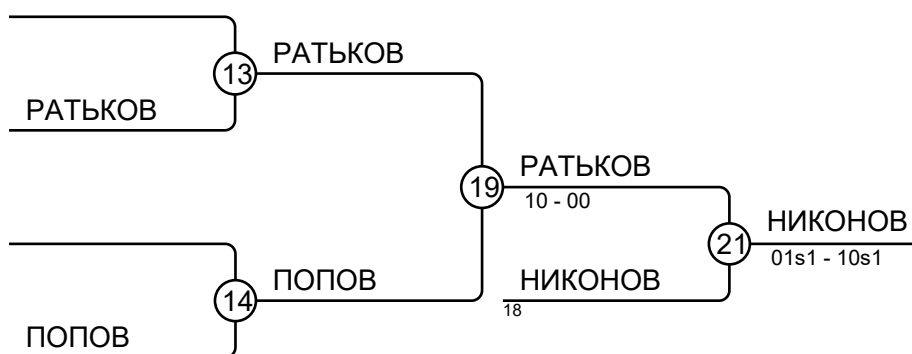 13
РАТЬКОВ
РАТЬКОВ
19
РАТЬКОВ
10 - 00
21
НИКОНОВ
01s1 - 10s1
НИКОНОВ
18
14
ПОПОВ
ПОПОВ